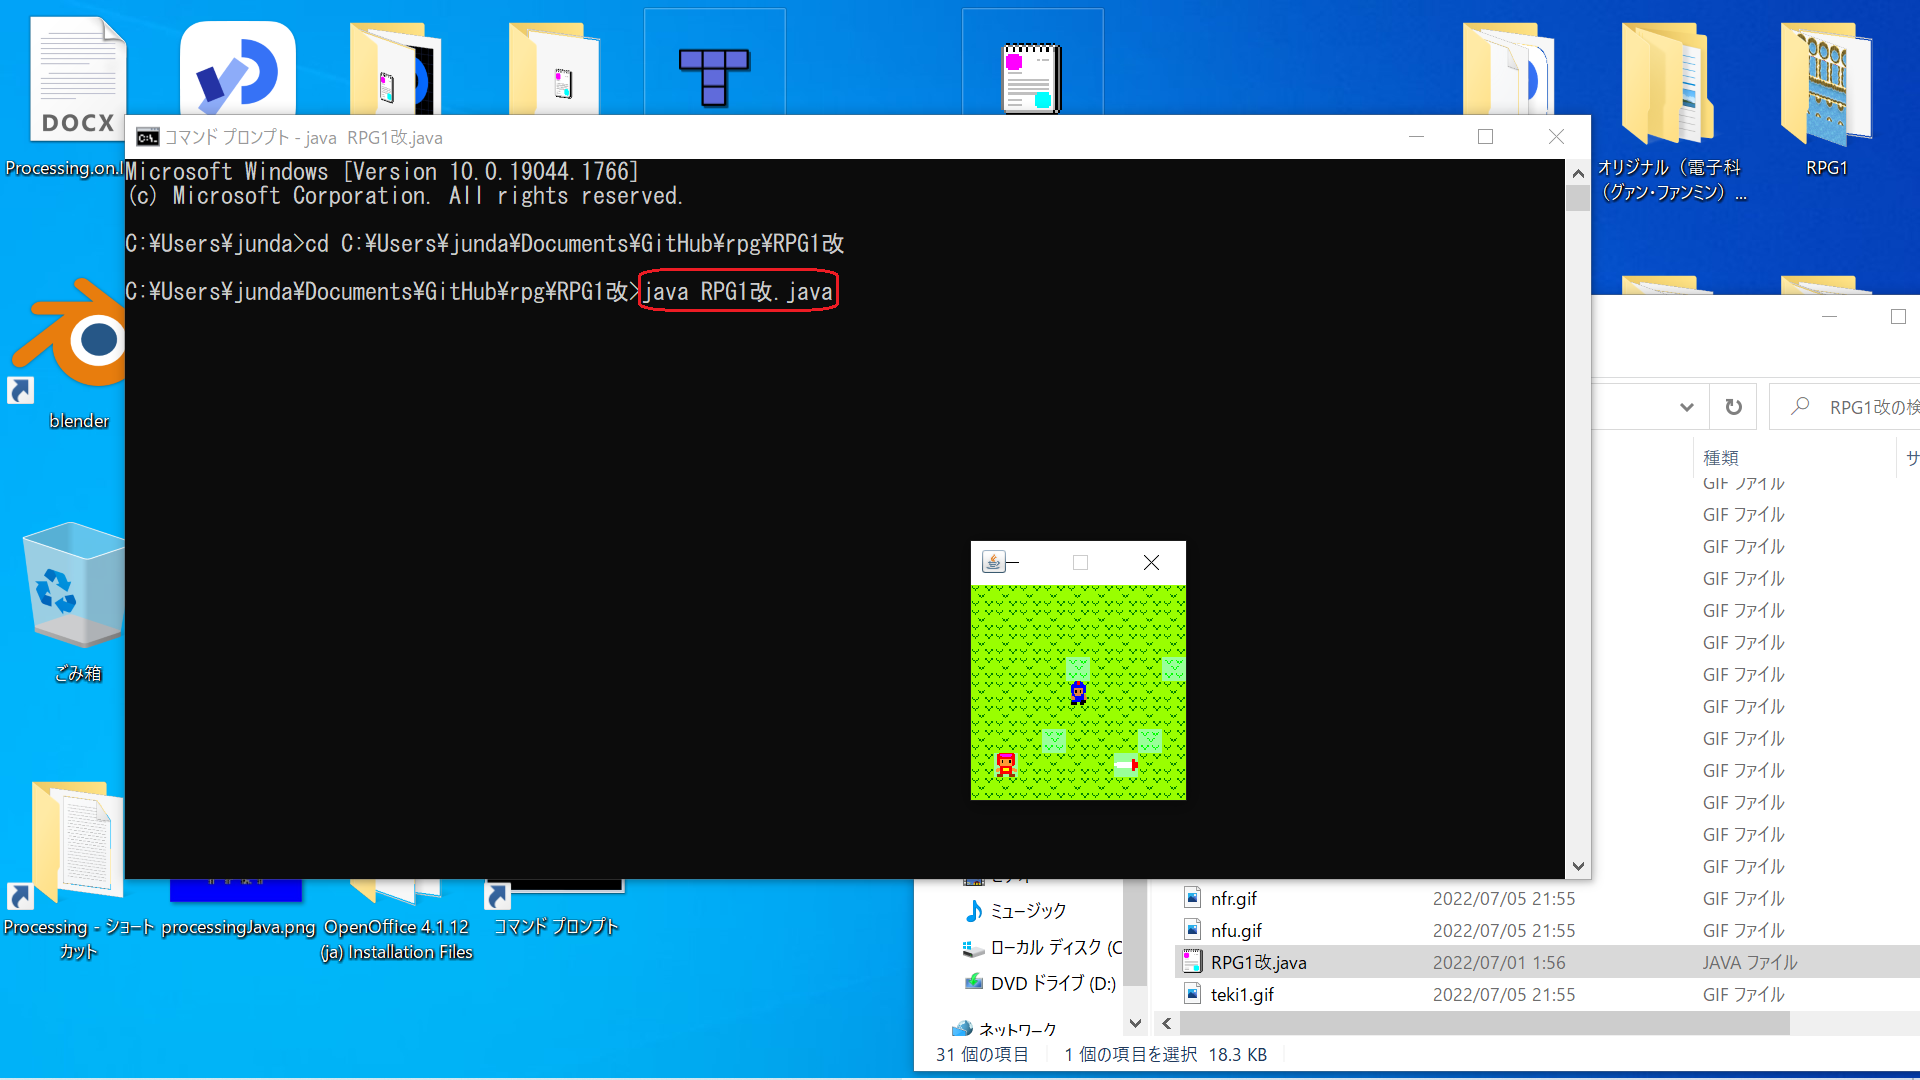 DOCX
Processing.on.
オリジナル（電子科
（グァン・ファンミン） ...
RPG1
コマンド プロンプト - java  RPG1改.java
Microsoft Windows [Version 10.0.19044.1766]
(c) Microsoft Corporation. All rights reserved.
C:¥Users¥junda>cd C:¥Users¥junda¥Documents¥GitHub¥rpg¥RPG1改
C:¥Users¥junda¥Documents¥GitHub¥rpg¥RPG1改>java RPG1改.java
blender
ごみ箱
Processing - ショートカット
processingJava.png
OpenOffice 4.1.12
(ja) Installation Files
コマンド プロンプト
RPG1改の検
種類
サ
GIF ファイル
GIF ファイル
GIF ファイル
GIF ファイル
GIF ファイル
GIF ファイル
GIF ファイル
GIF ファイル
GIF ファイル
GIF ファイル
GIF ファイル
GIF ファイル
GIF ファイル
ミュージック
ローカル ディスク (C
DVD ドライブ (D:)
ネットワーク
nfr.gif 2022/07/05 21:55 GIF ファイル
nfu.gif 2022/07/05 21:55 GIF ファイル
RPG1改.java 2022/07/01 1:56 JAVA ファイル
teki1.gif 2022/07/05 21:55 GIF ファイル
31 個の項目 1 個の項目を選択 18.3 KB